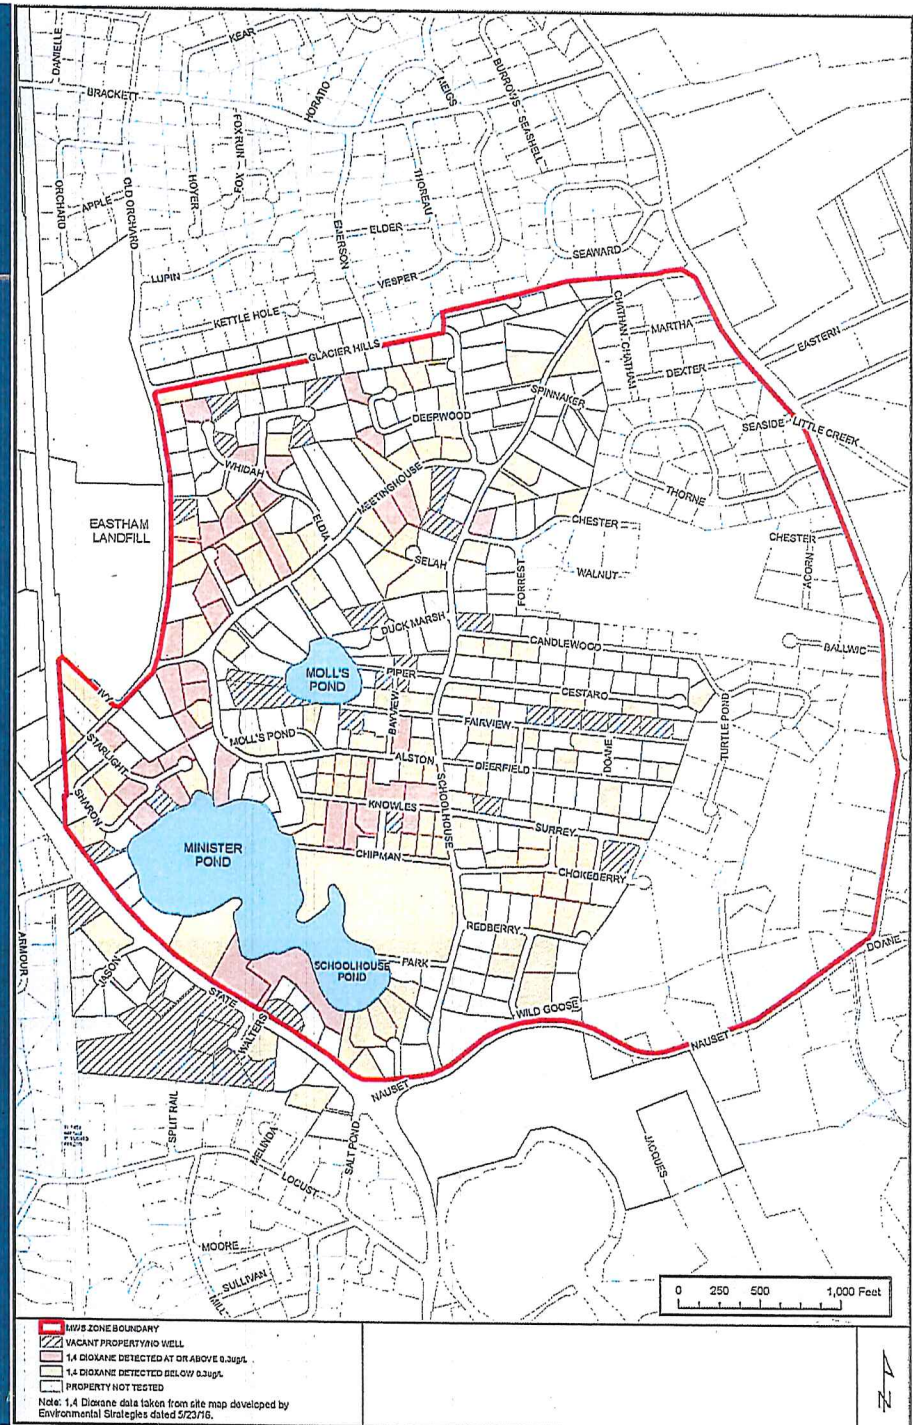 DANIELLE
KEAR
BRACKETT
HORATIO
MEIGS
BURROWS
SEASHELL
FOX RUN
FOX
HOYER
ORCHARD
APPLE
OLD ORCHARD
THOREAU
ELDER
EMERSON
LUPIN
VESPER
SEAWARD
KETTLE HOLE
GLACIER HILLS
CHATHAM
CHATHAM
MARTHA
EASTERN
DEXTER
SPINNAKER
DEERWOOD
SEASIDE
LITTLE CREEK
WHIDAH
MEETINGHOUSE
THORNE
ELDIA
EASTHAM
LANDFILL
CHESTER
CHESTER
SELAH
FORREST
WALNUT
ACORN
DUCK MARSH
CANDLEWOOD
BALLWIC
MOLL'S
POND
PIPER
CESTARO
BAYVIEW
FAIRVIEW
TURTLE POND
STARLIGHT
MOLL'S POND
ALSTON
DEERFIELD
DOANE
SHARON
KNOWLES
SCHOOLHOUSE
SURREY
MINISTER
POND
CHIPMAN
CHOKEBERRY
REDBERRY
ARMOUR
JASON
SCHOOLHOUSE
POND
PARK
DOANE
STATE
WALTERS
WILD GOOSE
NAUSET
NAUSET
SPLIT RAIL
MELINDA
SALT POND
JACQUES
LOCUST
MOORE
SULLIVAN
MILL
0 250 500 1,000 Feet
MWS ZONE BOUNDARY
VACANT PROPERTY/NO WELL
1,4 DIOXANE DETECTED AT OR ABOVE 0.3ug/L
1,4 DIOXANE DETECTED BELOW 0.3ug/L
PROPERTY NOT TESTED
Note: 1,4 Dioxane data taken from site map developed by
Environmental Strategies dated 5/23/16.
N